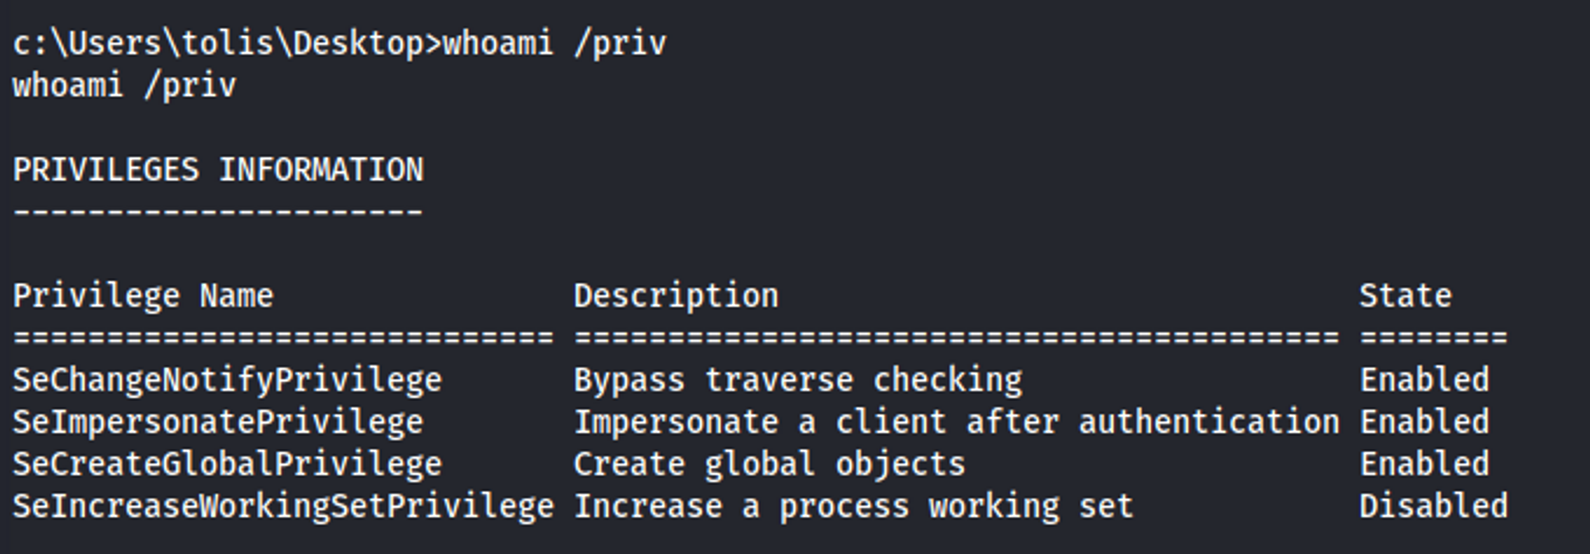 c:\Users\tolis\Desktop>whoami /priv
whoami /priv
PRIVILEGES INFORMATION
----------------------
Privilege Name                Description                               State
============================= ========================================= ========
SeChangeNotifyPrivilege       Bypass traverse checking                  Enabled
SeImpersonatePrivilege        Impersonate a client after authentication Enabled
SeCreateGlobalPrivilege       Create global objects                     Enabled
SeIncreaseWorkingSetPrivilege Increase a process working set            Disabled